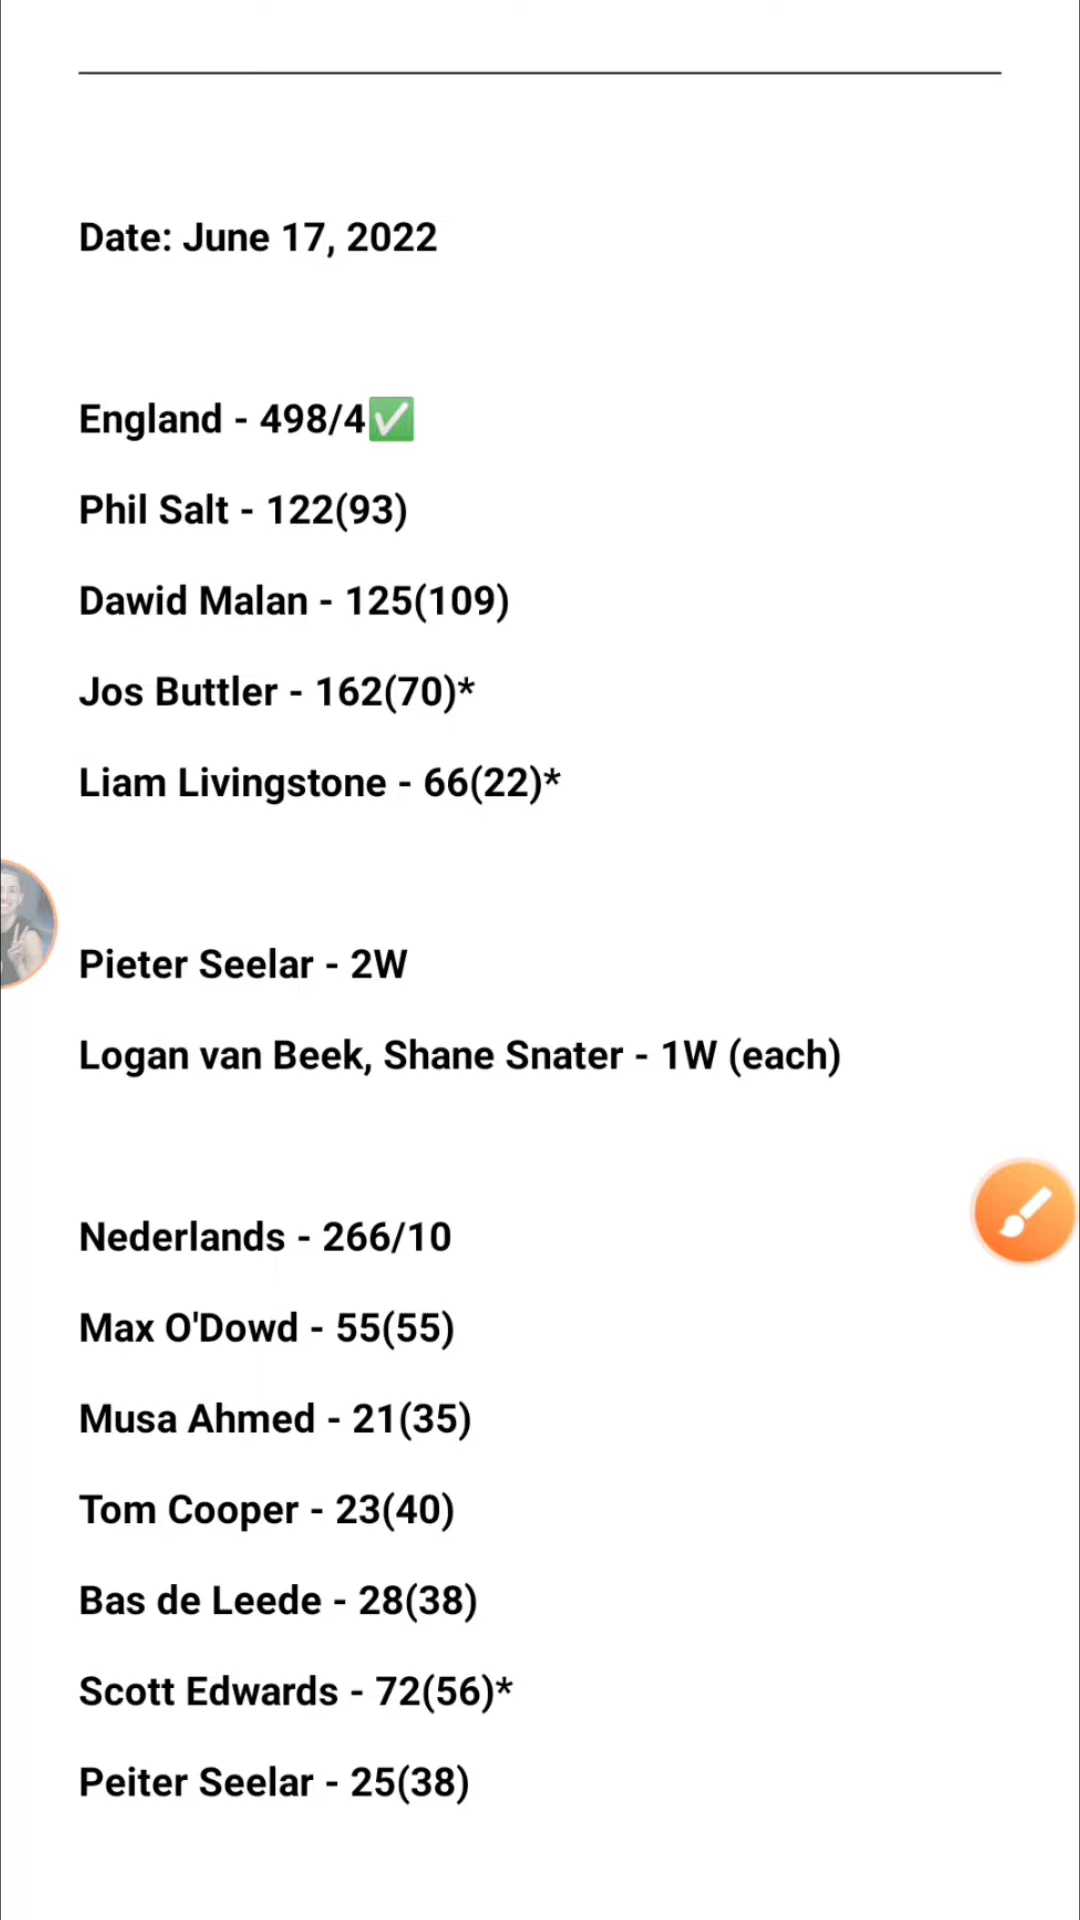 Date: June 17, 2022
England - 498/4✅
Phil Salt - 122(93)
Dawid Malan - 125(109)
Jos Buttler - 162(70)*
Liam Livingstone - 66(22)*
Pieter Seelar - 2W
Logan van Beek, Shane Snater - 1W (each)
Nederlands - 266/10
Max O'Dowd - 55(55)
Musa Ahmed - 21(35)
Tom Cooper - 23(40)
Bas de Leede - 28(38)
Scott Edwards - 72(56)*
Peiter Seelar - 25(38)